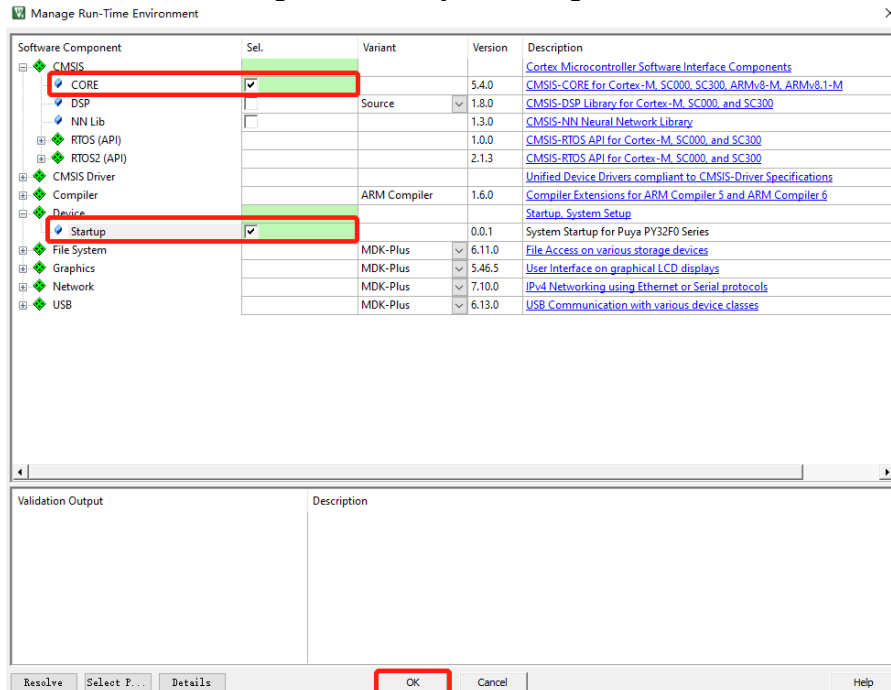 Manage Run-Time Environment
Software Component Sel. Variant Version Description
CMSIS Cortex Microcontroller Software Interface Components
CORE 5.4.0 CMSIS-CORE for Cortex-M, SC000, SC300, ARMv8-M, ARMv8.1-M
DSP Source 1.8.0 CMSIS-DSP Library for Cortex-M, SC000, and SC300
NN Lib 1.3.0 CMSIS-NN Neural Network Library
RTOS (API) 1.0.0 CMSIS-RTOS API for Cortex-M, SC000, and SC300
RTOS2 (API) 2.1.3 CMSIS-RTOS API for Cortex-M, SC000, and SC300
CMSIS Driver Unified Device Drivers compliant to CMSIS-Driver Specifications
Compiler ARM Compiler 1.6.0 Compiler Extensions for ARM Compiler 5 and ARM Compiler 6
Device Startup, System Setup
Startup 0.0.1 System Startup for Puya PY32F0 Series
File System MDK-Plus 6.11.0 File Access on various storage devices
Graphics MDK-Plus 5.46.5 User Interface on graphical LCD displays
Network MDK-Plus 7.10.0 IPv4 Networking using Ethernet or Serial protocols
USB MDK-Plus 6.13.0 USB Communication with various device classes
Validation Output Description
Resolve Select P... Details OK Cancel Help